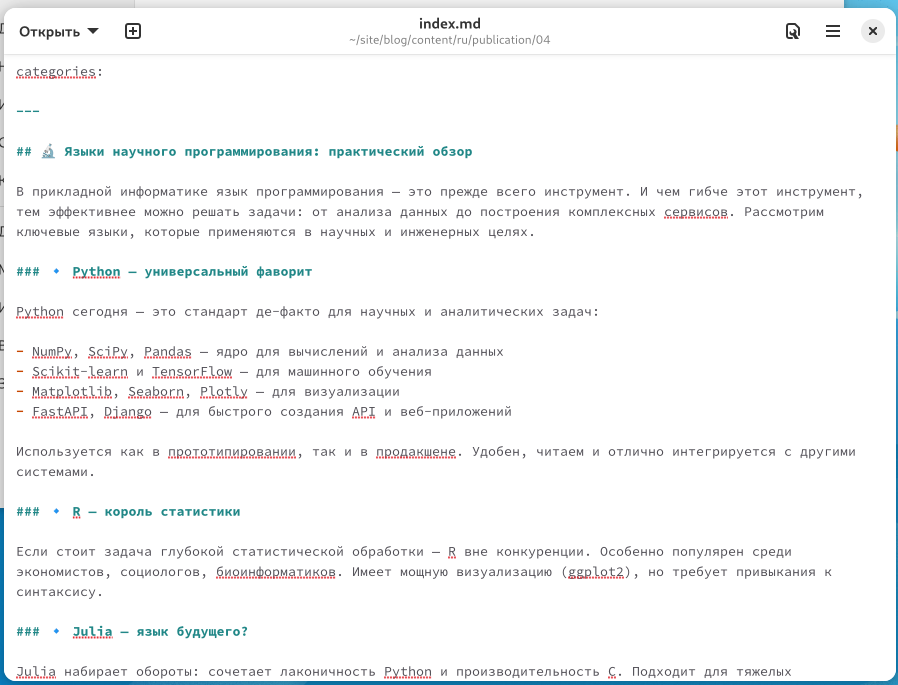 Открыть
index.md
~/site/blog/content/ru/publication/04
categories:
---
## 🔬 Языки научного программирования: практический обзор
В прикладной информатике язык программирования — это прежде всего инструмент. И чем гибче этот инструмент,
тем эффективнее можно решать задачи: от анализа данных до построения комплексных сервисов. Рассмотрим
ключевые языки, которые применяются в научных и инженерных целях.
### 🔹 Python — универсальный фаворит
Python сегодня — это стандарт де-факто для научных и аналитических задач:
- NumPy, SciPy, Pandas — ядро для вычислений и анализа данных
- Scikit-learn и TensorFlow — для машинного обучения
- Matplotlib, Seaborn, Plotly — для визуализации
- FastAPI, Django — для быстрого создания API и веб-приложений
Используется как в прототипировании, так и в продакшене. Удобен, читаем и отлично интегрируется с другими
системами.
### 🔹 R — король статистики
Если стоит задача глубокой статистической обработки — R вне конкуренции. Особенно популярен среди
экономистов, социологов, биоинформатиков. Имеет мощную визуализацию (ggplot2), но требует привыкания к
синтаксису.
### 🔹 Julia — язык будущего?
Julia набирает обороты: сочетает лаконичность Python и производительность C. Подходит для тяжелых